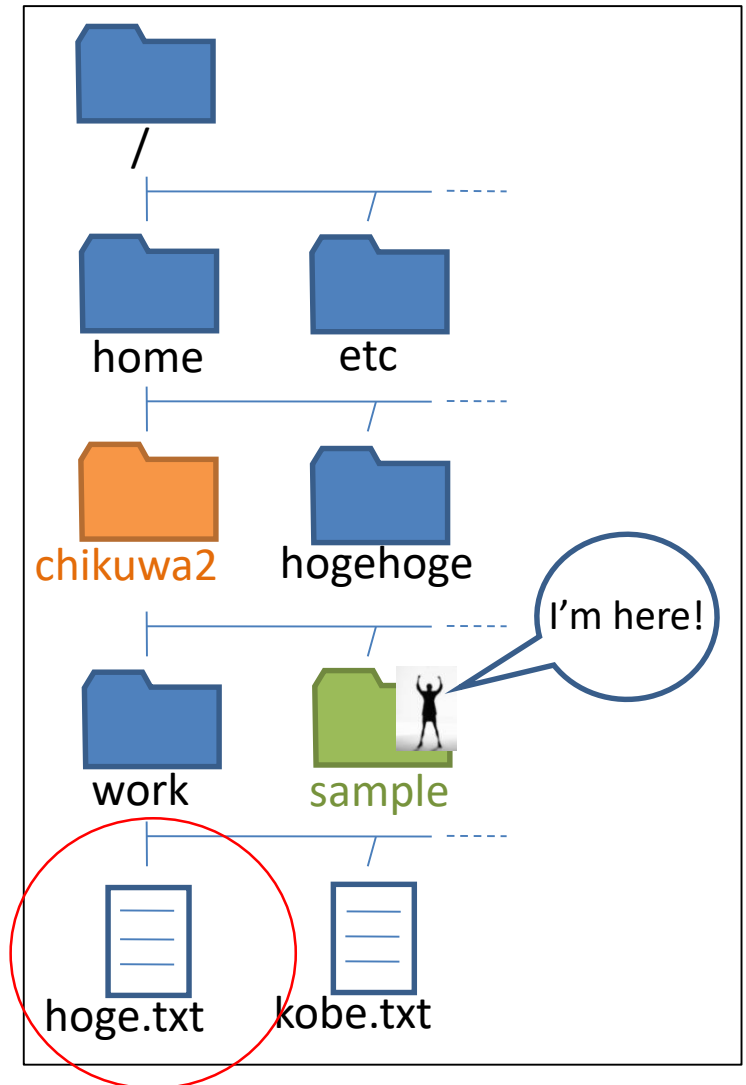 /
home
etc
chikuwa2
hogehoge
I'm here!
work
sample
hoge.txt
kobe.txt